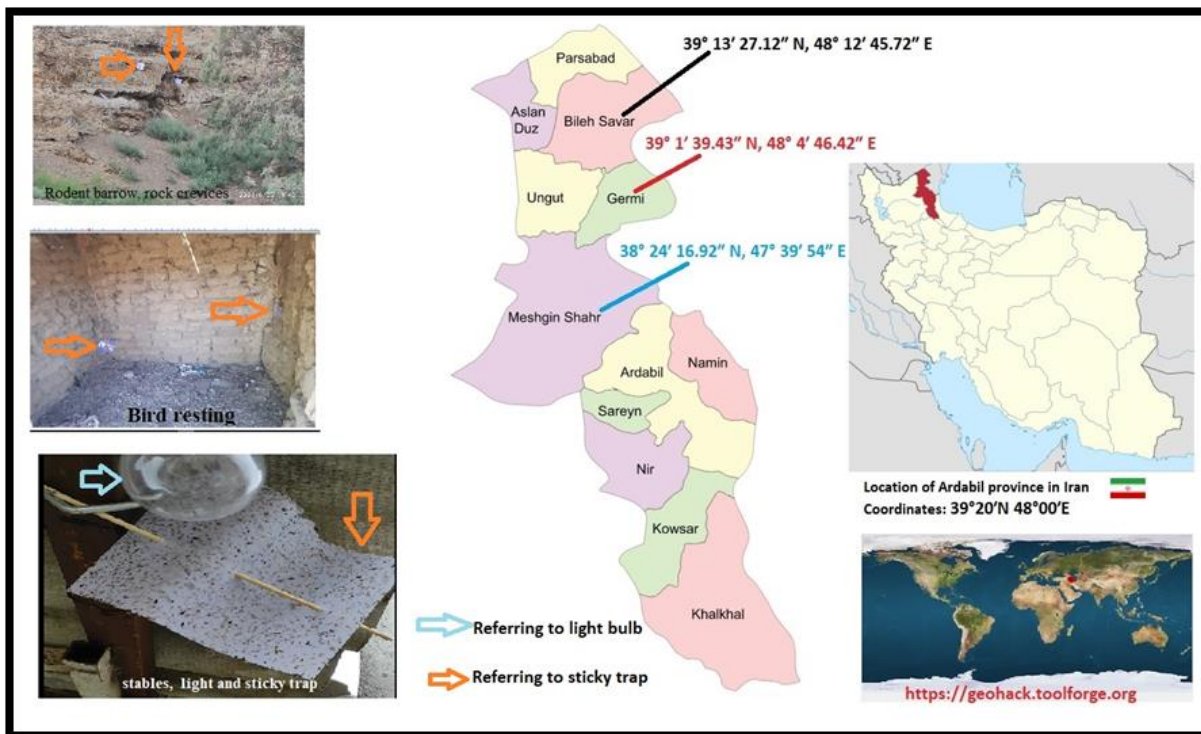 Rodent barrow, rock crevices
Bird resting
stables, light and sticky trap
39° 13’ 27.12” N, 48° 12’ 45.72” E
39° 1’ 39.43” N, 48° 4’ 46.42” E
38° 24’ 16.92” N, 47° 39’ 54” E
Parsabad
Aslan
Duz
Bileh Savar
Ungut
Germi
Meshgin Shahr
Ardabil
Namin
Sareyn
Nir
Kowsar
Khalkhal
Referring to light bulb
Referring to sticky trap
Location of Ardabil province in Iran
Coordinates: 39°20’N 48°00’E
https://geohack.toolforge.org